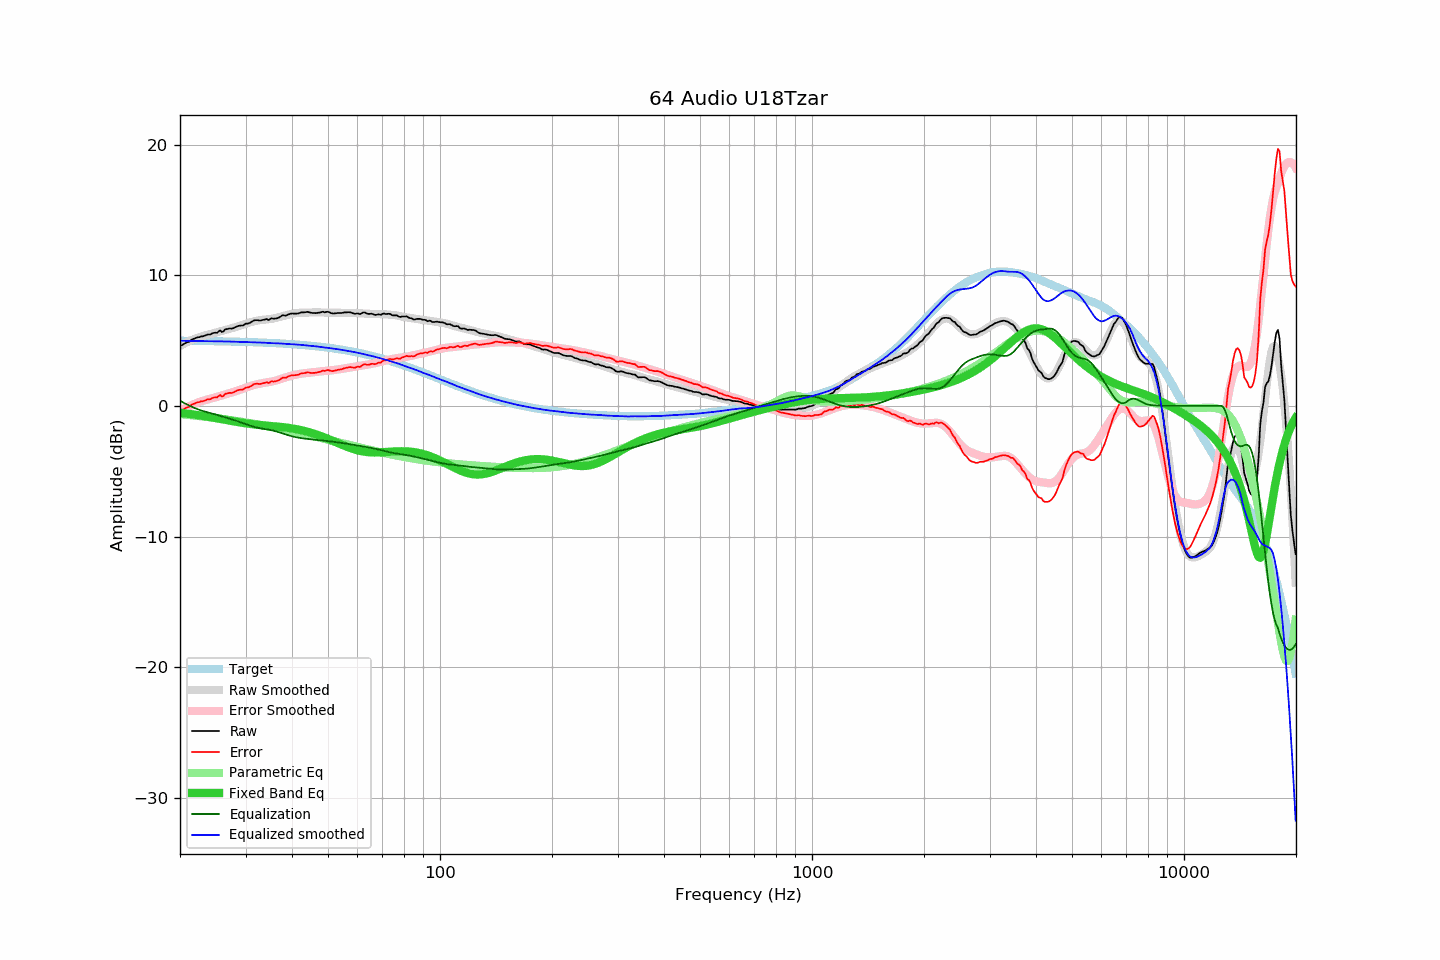 64 Audio U18Tzar
20
10
0
−10
−20
−30
Amplitude (dBr)
Target
Raw Smoothed
Error Smoothed
Raw
Error
Parametric Eq
Fixed Band Eq
Equalization
Equalized smoothed
100
1000
10000
Frequency (Hz)